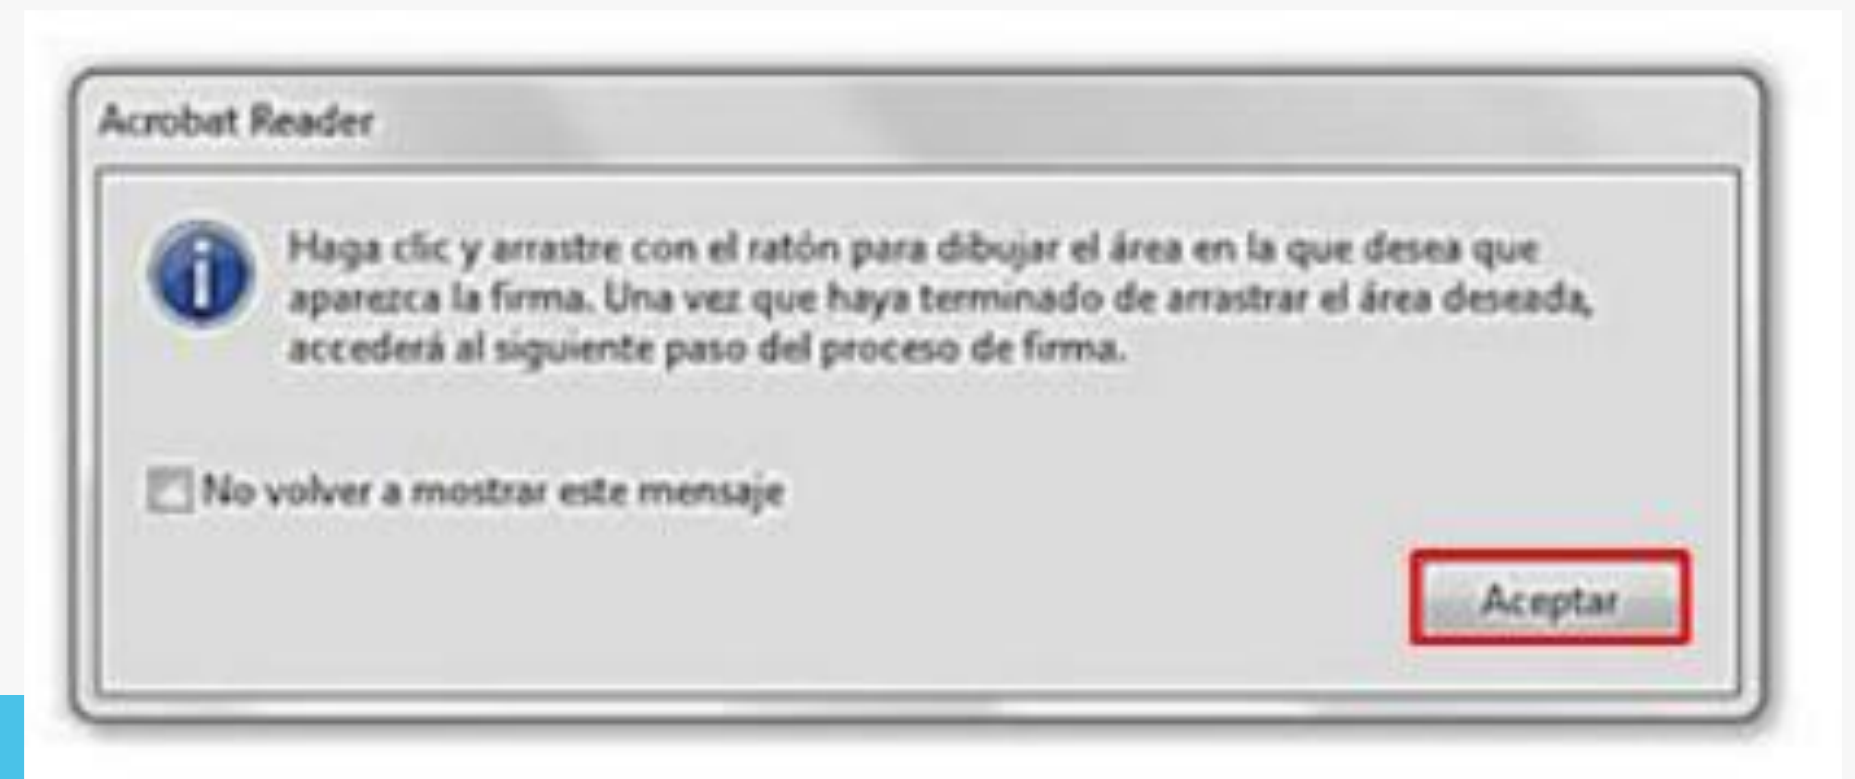 Acrobat Reader
Haga clic y arrastre con el ratón para dibujar el área en la que desea que
aparezca la firma. Una vez que haya terminado de arrastrar el área deseada,
accederá al siguiente paso del proceso de firma.
No volver a mostrar este mensaje
Aceptar